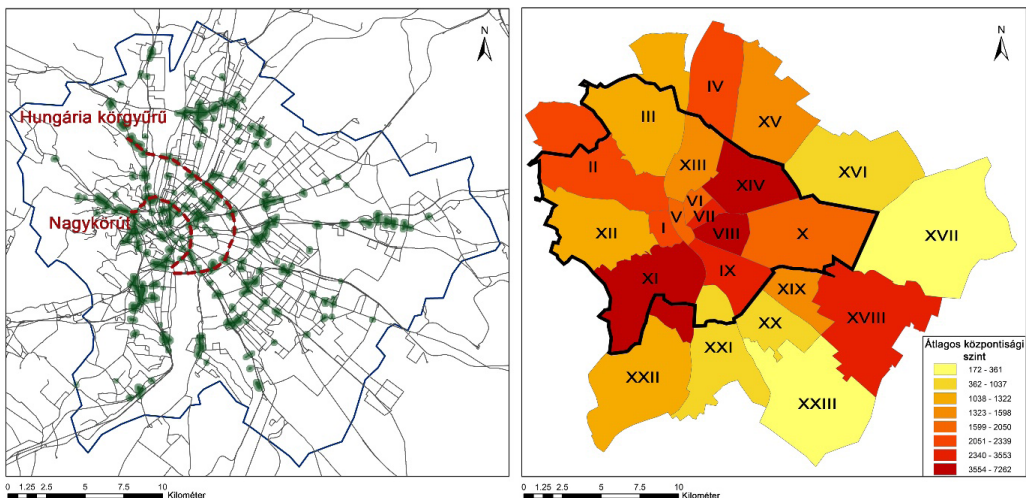 N
Hungária körgyűrű
Nagykörút
0 1.25 2.5 5 7.5 10
Kilométer
N
IV
III
XV
XIII
XVI
II
XIV
VI
XVII
V
VII
XII
I
VIII
X
IX
XI
XIX
XVIII
XX
XXI
XXII
XXIII
Átlagos központisági
szint
172 - 361
362 - 1037
1038 - 1322
1323 - 1598
1599 - 2050
2051 - 2339
2340 - 3553
3554 - 7262
0 1.25 2.5 5 7.5 10
Kilométer